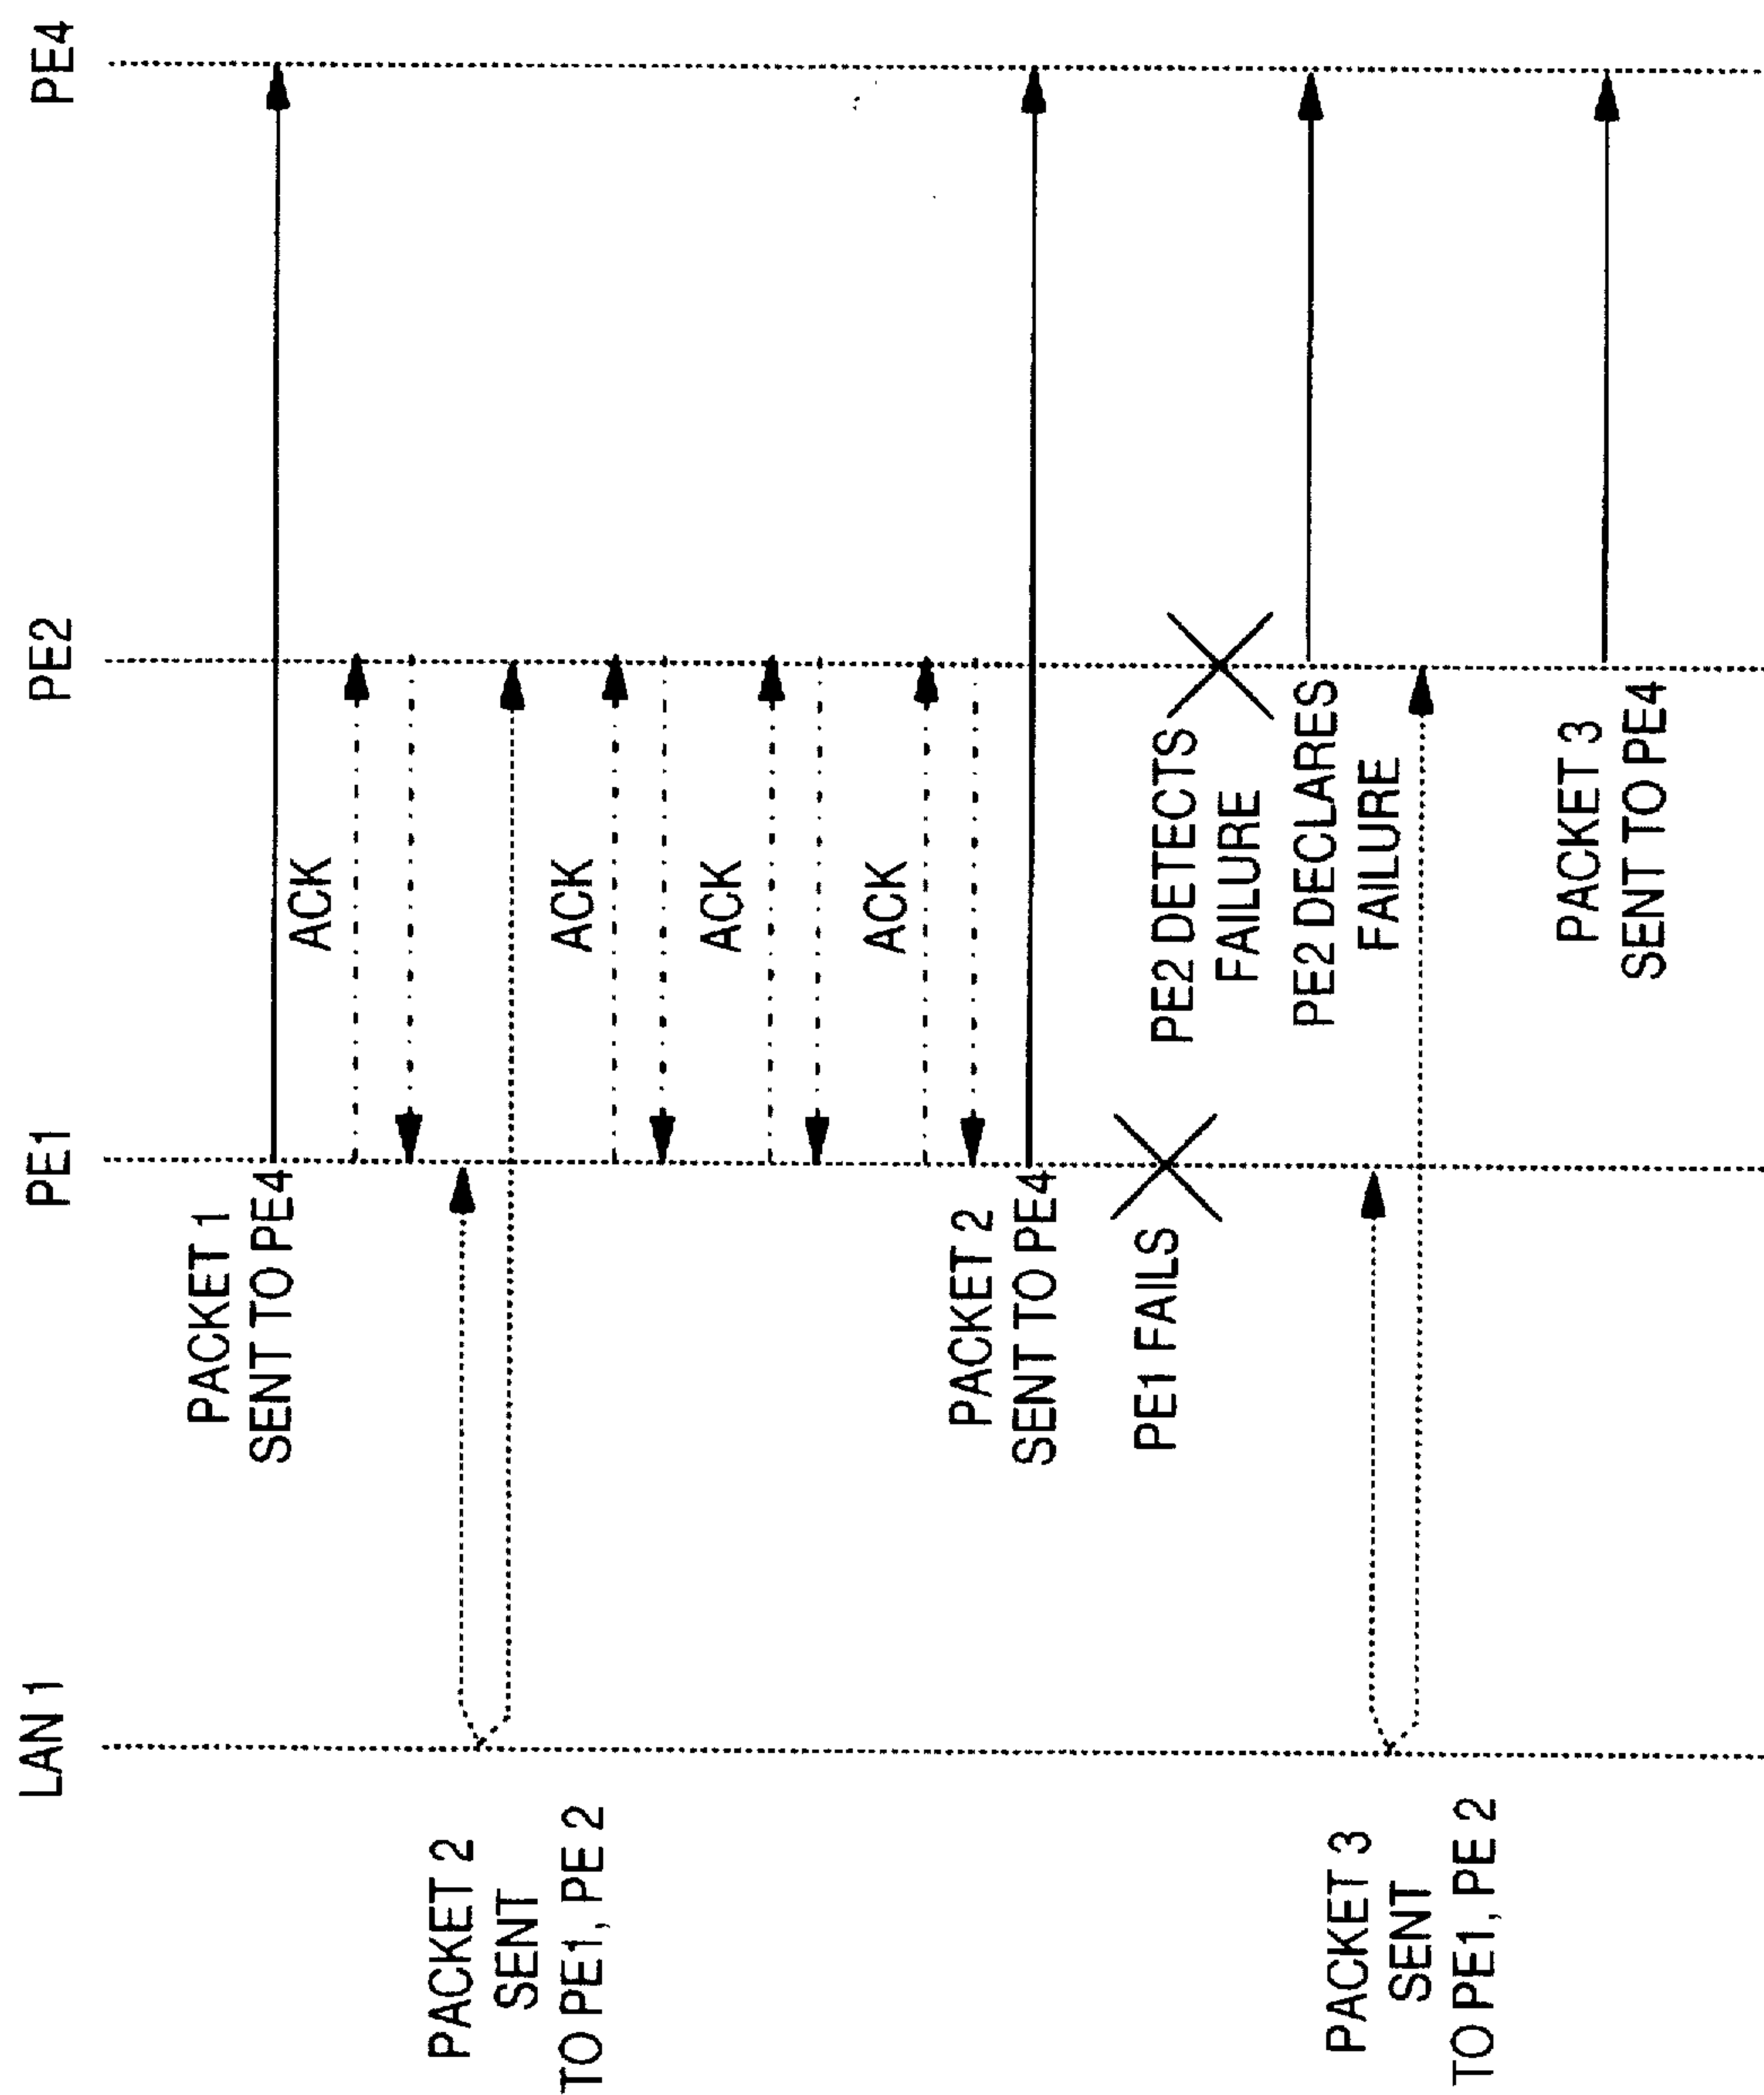 LAN 1
PE1
PE2
PE4
PACKET 1
SENT TO PE4
ACK
PACKET 2
SENT
TO PE1, PE 2
ACK
ACK
ACK
PACKET 2
SENT TO PE4
PE1 FAILS
PE2 DETECTS
FAILURE
PE2 DECLARES
FAILURE
PACKET 3
SENT
TO PE1, PE 2
PACKET 3
SENT TO PE4